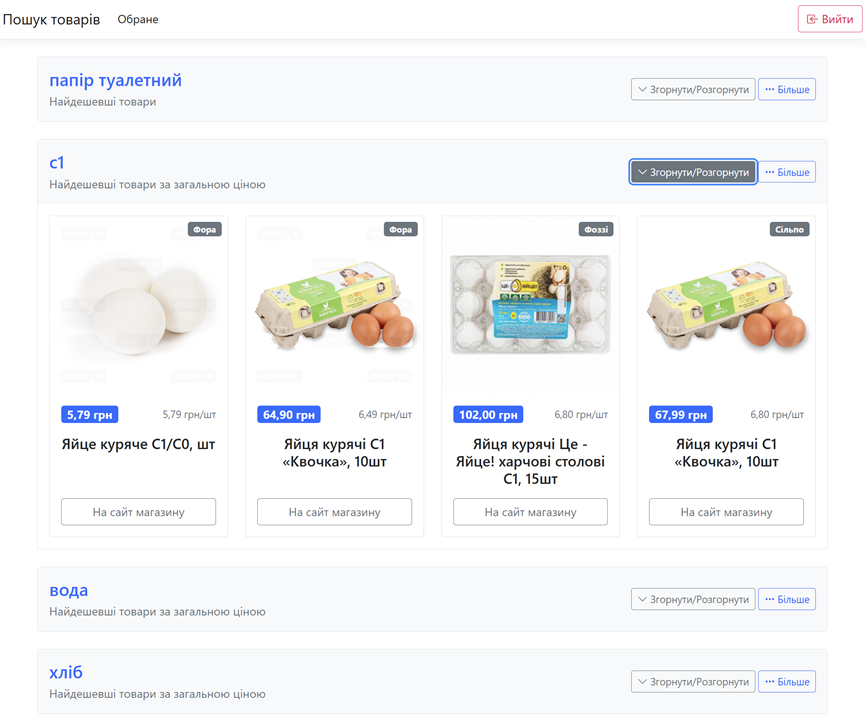 Пошук товарів Обране Вийти
папір туалетний
Найдешевші товари
Згорнути/Розгорнути Більше
с1
Найдешевші товари за загальною ціною
Згорнути/Розгорнути Більше
Фора
5,79 грн 5,79 грн/шт
Яйце куряче С1/С0, шт
На сайт магазину
Фора
64,90 грн 6,49 грн/шт
Яйця курячі С1
«Квочка», 10шт
На сайт магазину
Фоззі
ЦЕ ЯЙЦЕ!
102,00 грн 6,80 грн/шт
Яйця курячі Це -
Яйце! харчові столові
С1, 15шт
На сайт магазину
Сільпо
67,99 грн 6,80 грн/шт
Яйця курячі С1
«Квочка», 10шт
На сайт магазину
вода
Найдешевші товари за загальною ціною
Згорнути/Розгорнути Більше
хліб
Найдешевші товари за загальною ціною
Згорнути/Розгорнути Більше